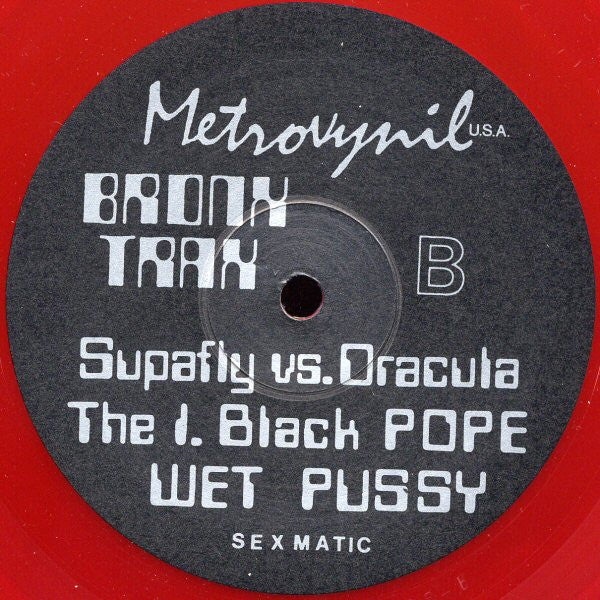 Metrovynil U.S.A.
BRONX
TRAX
B
Supafly vs. Dracula
The 1. Black POPE
WET PUSSY
SEXMATIC